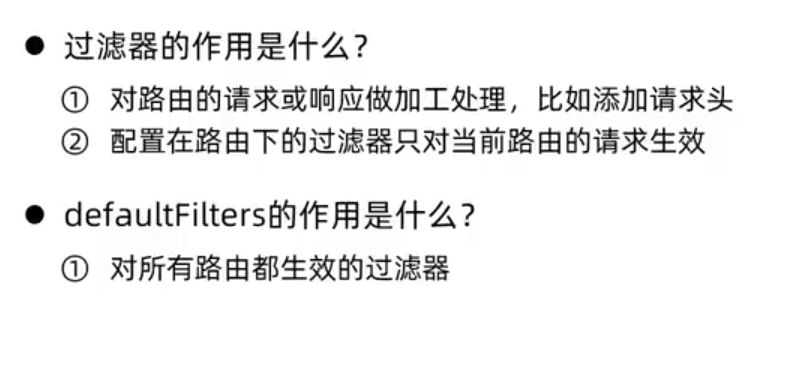 ● 过滤器的作用是什么？
① 对路由的请求或响应做加工处理，比如添加请求头
② 配置在路由下的过滤器只对当前路由的请求生效
● defaultFilters的作用是什么？
① 对所有路由都生效的过滤器